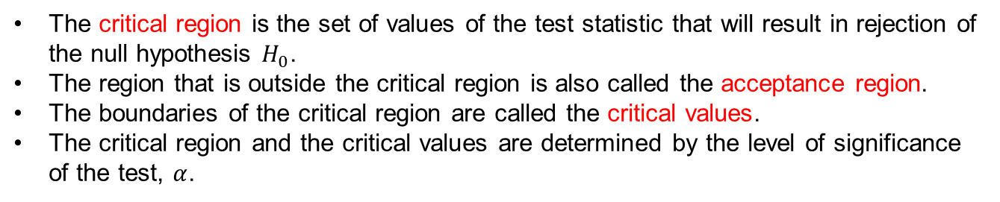 • The critical region is the set of values of the test statistic that will result in rejection of
the null hypothesis H₀.
• The region that is outside the critical region is also called the acceptance region.
• The boundaries of the critical region are called the critical values.
• The critical region and the critical values are determined by the level of significance
of the test, α.